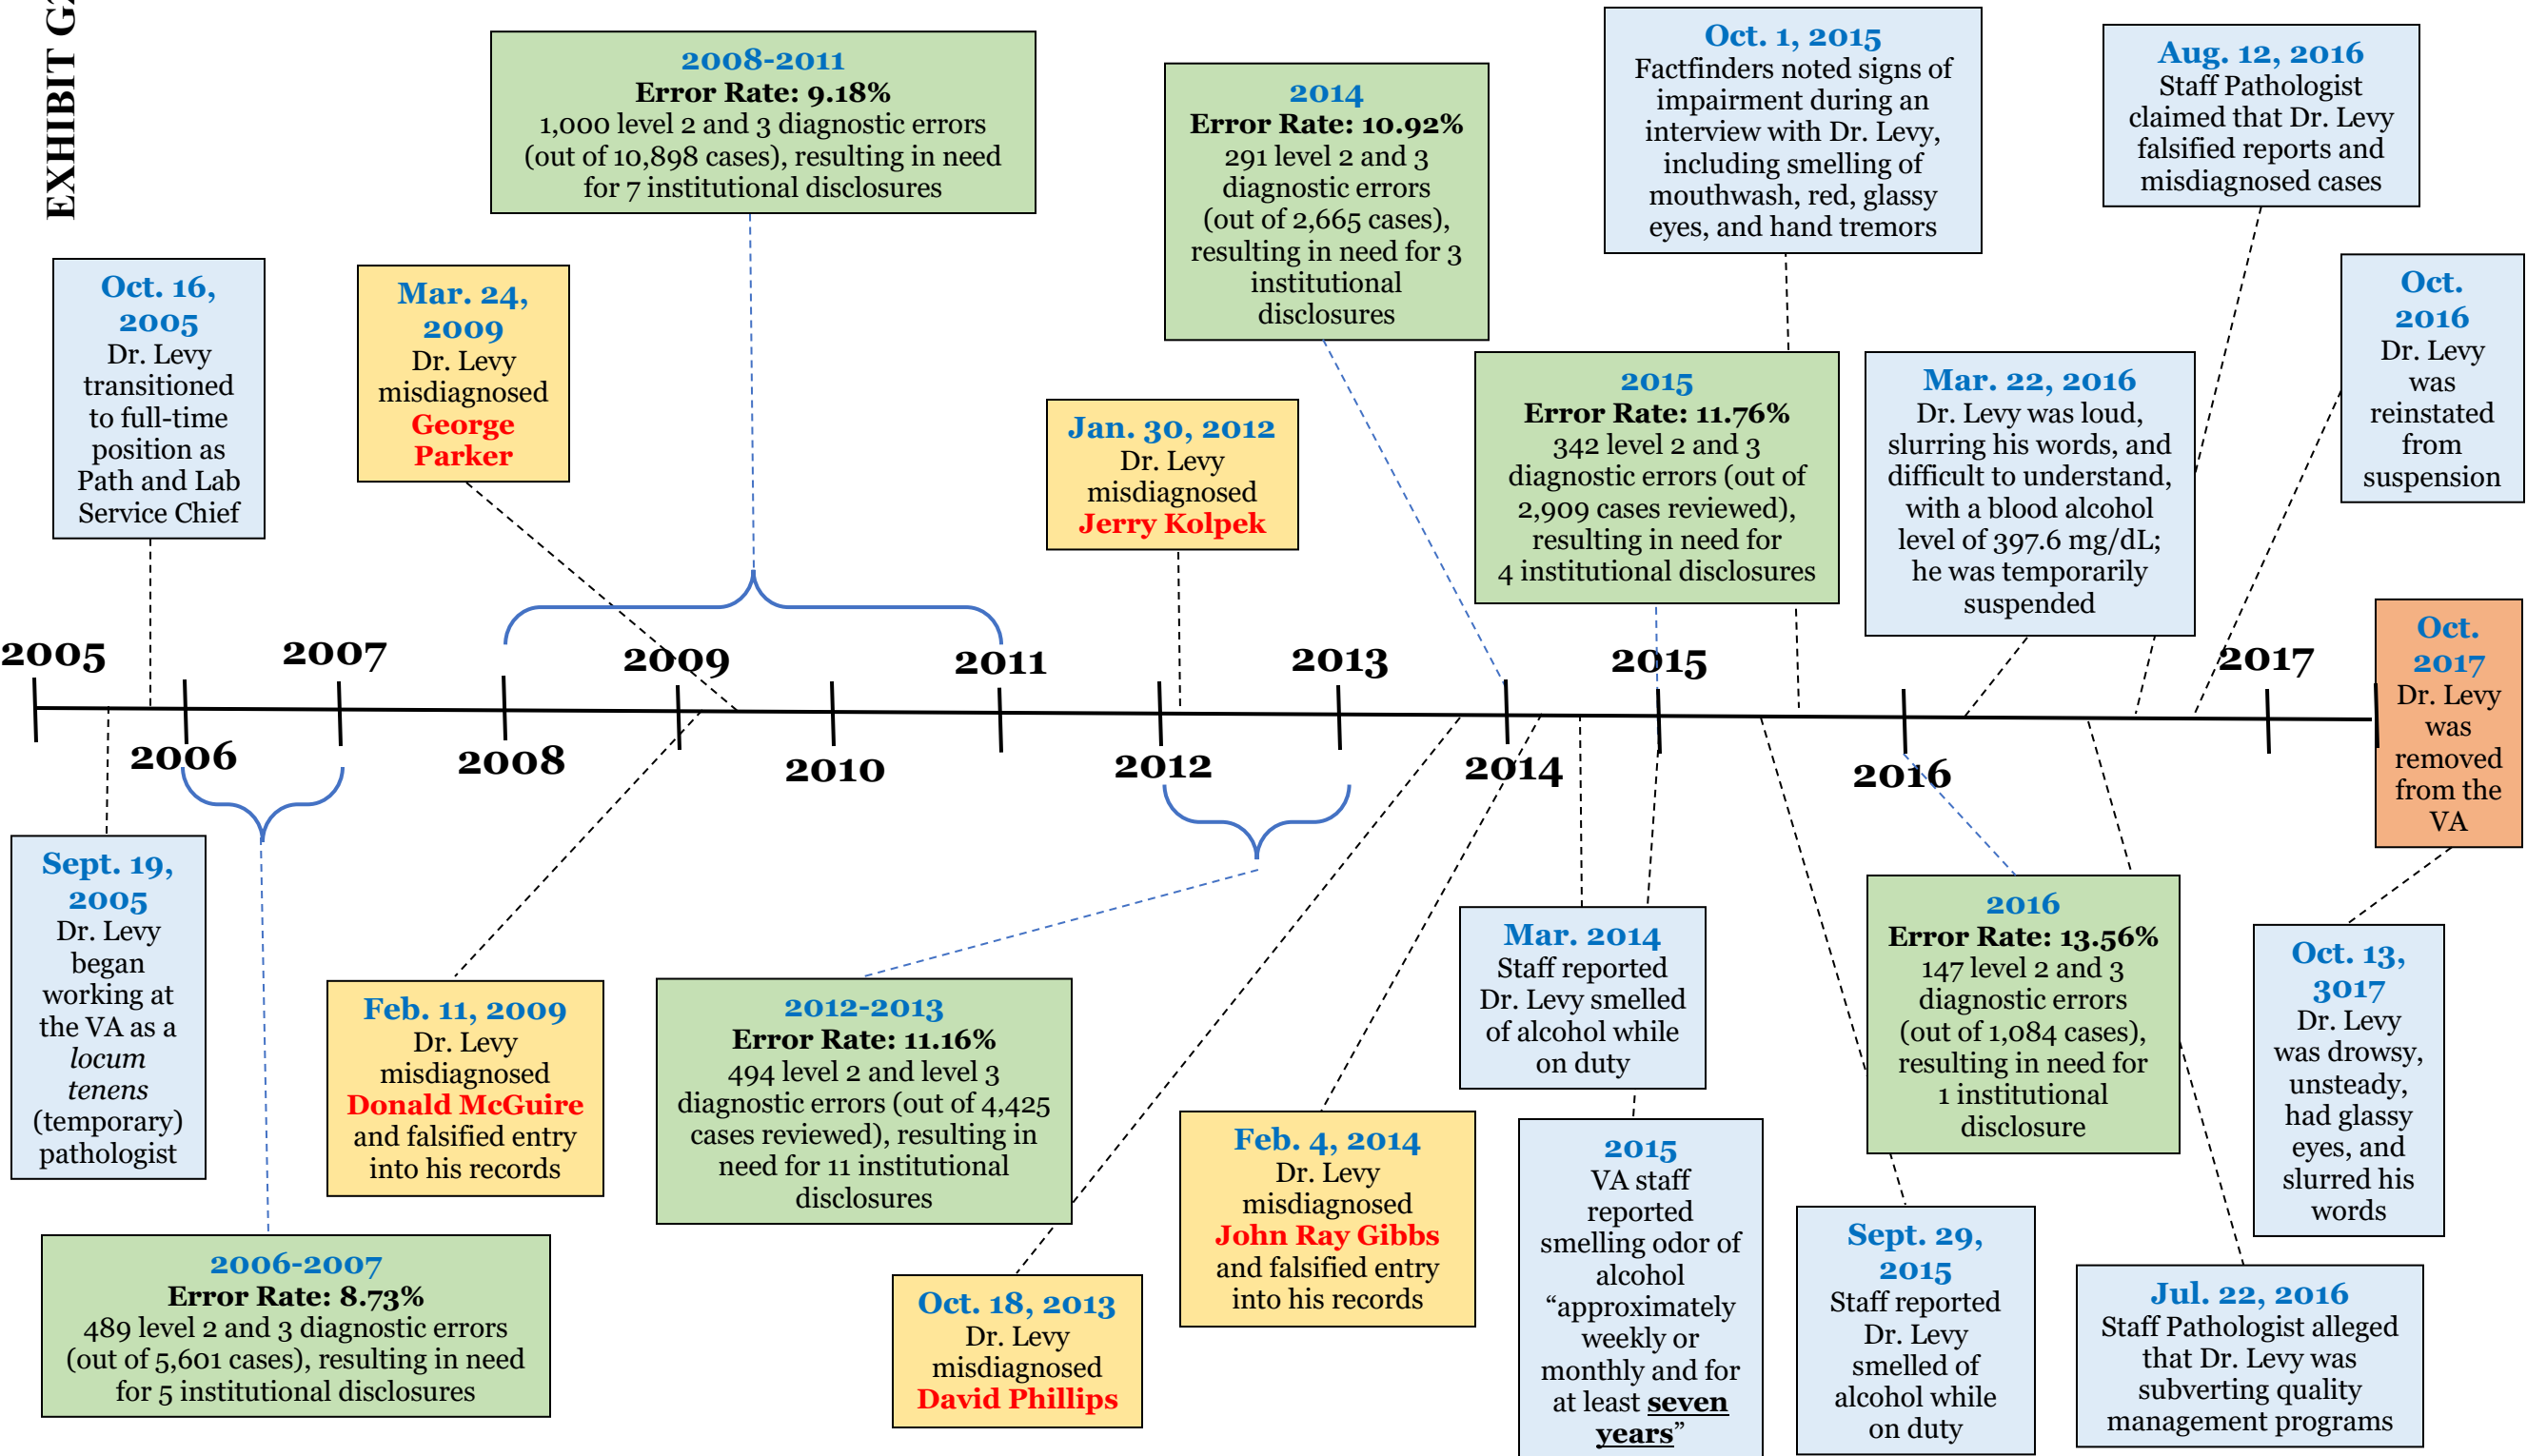 EXHIBIT G
2008-2011
Error Rate: 9.18%
1,000 level 2 and 3 diagnostic errors
(out of 10,898 cases), resulting in need
for 7 institutional disclosures
2014
Error Rate: 10.92%
291 level 2 and 3
diagnostic errors
(out of 2,665 cases),
resulting in need for 3
institutional
disclosures
Oct. 1, 2015
Factfinders noted signs of
impairment during an
interview with Dr. Levy,
including smelling of
mouthwash, red, glassy
eyes, and hand tremors
Aug. 12, 2016
Staff Pathologist
claimed that Dr. Levy
falsified reports and
misdiagnosed cases
Oct. 16,
2005
Dr. Levy
transitioned
to full-time
position as
Path and Lab
Service Chief
Mar. 24,
2009
Dr. Levy
misdiagnosed
George
Parker
Jan. 30, 2012
Dr. Levy
misdiagnosed
Jerry Kolpek
2015
Error Rate: 11.76%
342 level 2 and 3
diagnostic errors (out of
2,909 cases reviewed),
resulting in need for
4 institutional disclosures
Mar. 22, 2016
Dr. Levy was loud,
slurring his words, and
difficult to understand,
with a blood alcohol
level of 397.6 mg/dL;
he was temporarily
suspended
Oct.
2016
Dr. Levy
was
reinstated
from
suspension
Oct.
2017
Dr. Levy
was
removed
from the
VA
2005
2007
2009
2011
2013
2015
2017
2006
2008
2010
2012
2014
2016
Sept. 19,
2005
Dr. Levy
began
working at
the VA as a
locum
tenens
(temporary)
pathologist
Feb. 11, 2009
Dr. Levy
misdiagnosed
Donald McGuire
and falsified entry
into his records
2012-2013
Error Rate: 11.16%
494 level 2 and level 3
diagnostic errors (out of 4,425
cases reviewed), resulting in
need for 11 institutional
disclosures
Mar. 2014
Staff reported
Dr. Levy smelled
of alcohol while
on duty
2016
Error Rate: 13.56%
147 level 2 and 3
diagnostic errors
(out of 1,084 cases),
resulting in need for
1 institutional
disclosure
Oct. 13,
3017
Dr. Levy
was drowsy,
unsteady,
had glassy
eyes, and
slurred his
words
2006-2007
Error Rate: 8.73%
489 level 2 and 3 diagnostic errors
(out of 5,601 cases), resulting in need
for 5 institutional disclosures
Oct. 18, 2013
Dr. Levy
misdiagnosed
David Phillips
Feb. 4, 2014
Dr. Levy
misdiagnosed
John Ray Gibbs
and falsified entry
into his records
2015
VA staff
reported
smelling odor of
alcohol
“approximately
weekly or
monthly and for
at least seven
years”
Sept. 29,
2015
Staff reported
Dr. Levy
smelled of
alcohol while
on duty
Jul. 22, 2016
Staff Pathologist alleged
that Dr. Levy was
subverting quality
management programs